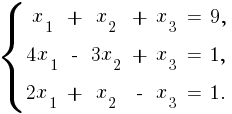 x₁ + x₂ + x₃ = 9,
4x₁ - 3x₂ + x₃ = 1,
2x₁ + x₂ - x₃ = 1.